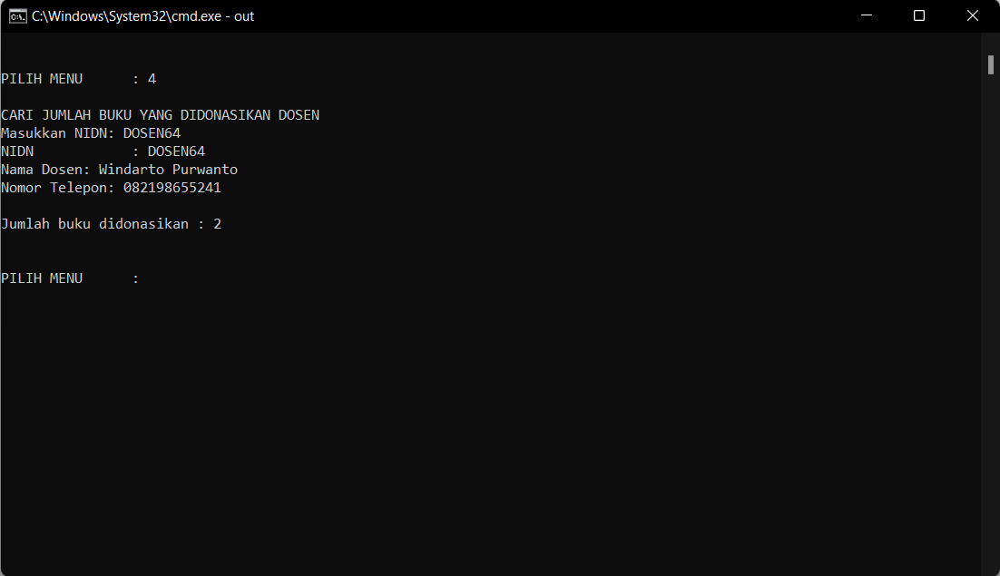 C:\Windows\System32\cmd.exe - out
PILIH MENU      : 4
CARI JUMLAH BUKU YANG DIDONASIKAN DOSEN
Masukkan NIDN: DOSEN64
NIDN            : DOSEN64
Nama Dosen: Windarto Purwanto
Nomor Telepon: 082198655241
Jumlah buku didonasikan : 2
PILIH MENU      :